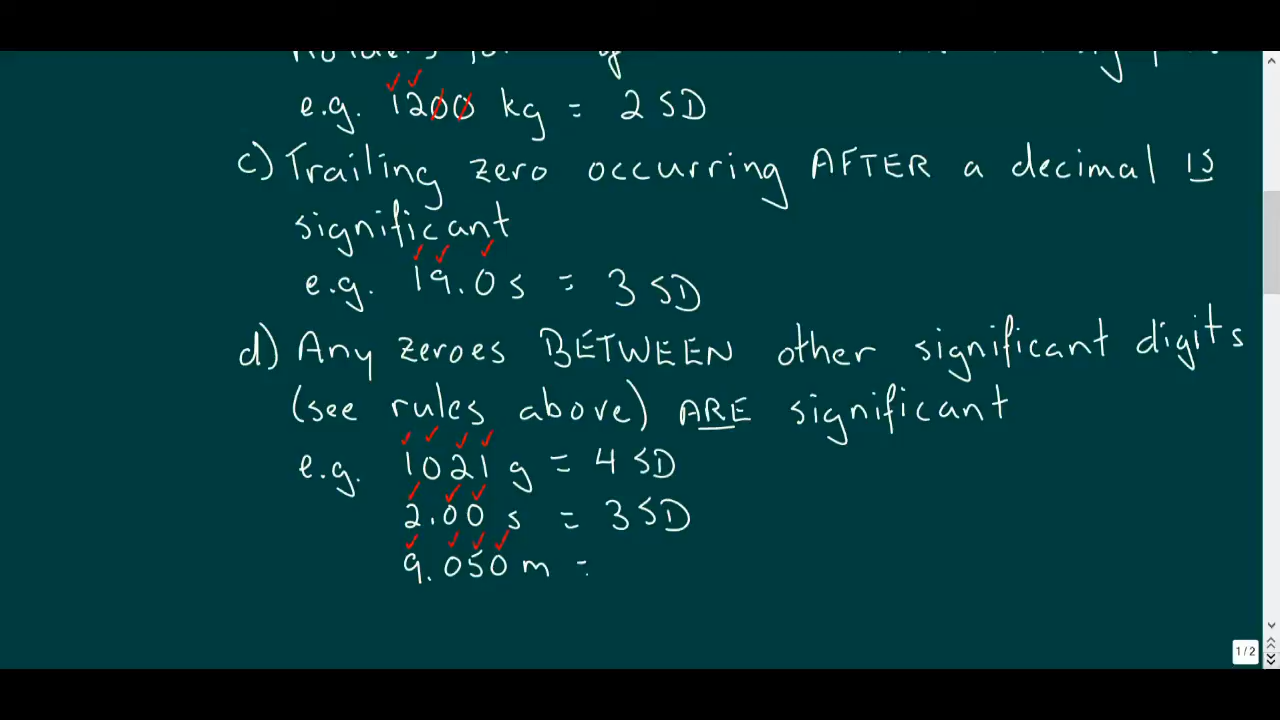 e.g. 1200 kg = 2 SD
c) Trailing zero occurring AFTER a decimal IS
significant
e.g. 19.0 s = 3 SD
d) Any zeroes BETWEEN other significant digits
(see rules above) ARE significant
e.g. 1021 g = 4 SD
2.00 s = 3 SD
9.050 m =
1/2